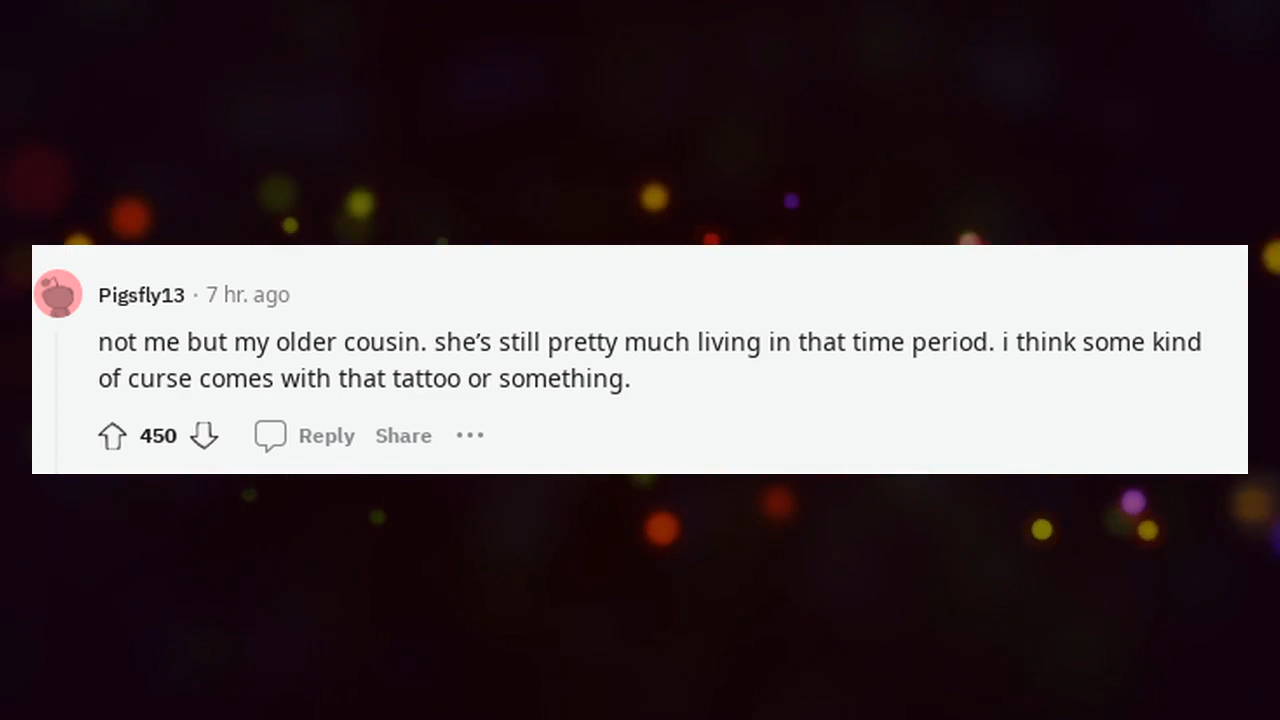 Pigsfly13 · 7 hr. ago
not me but my older cousin. she’s still pretty much living in that time period. i think some kind
of curse comes with that tattoo or something.
450 Reply Share ···